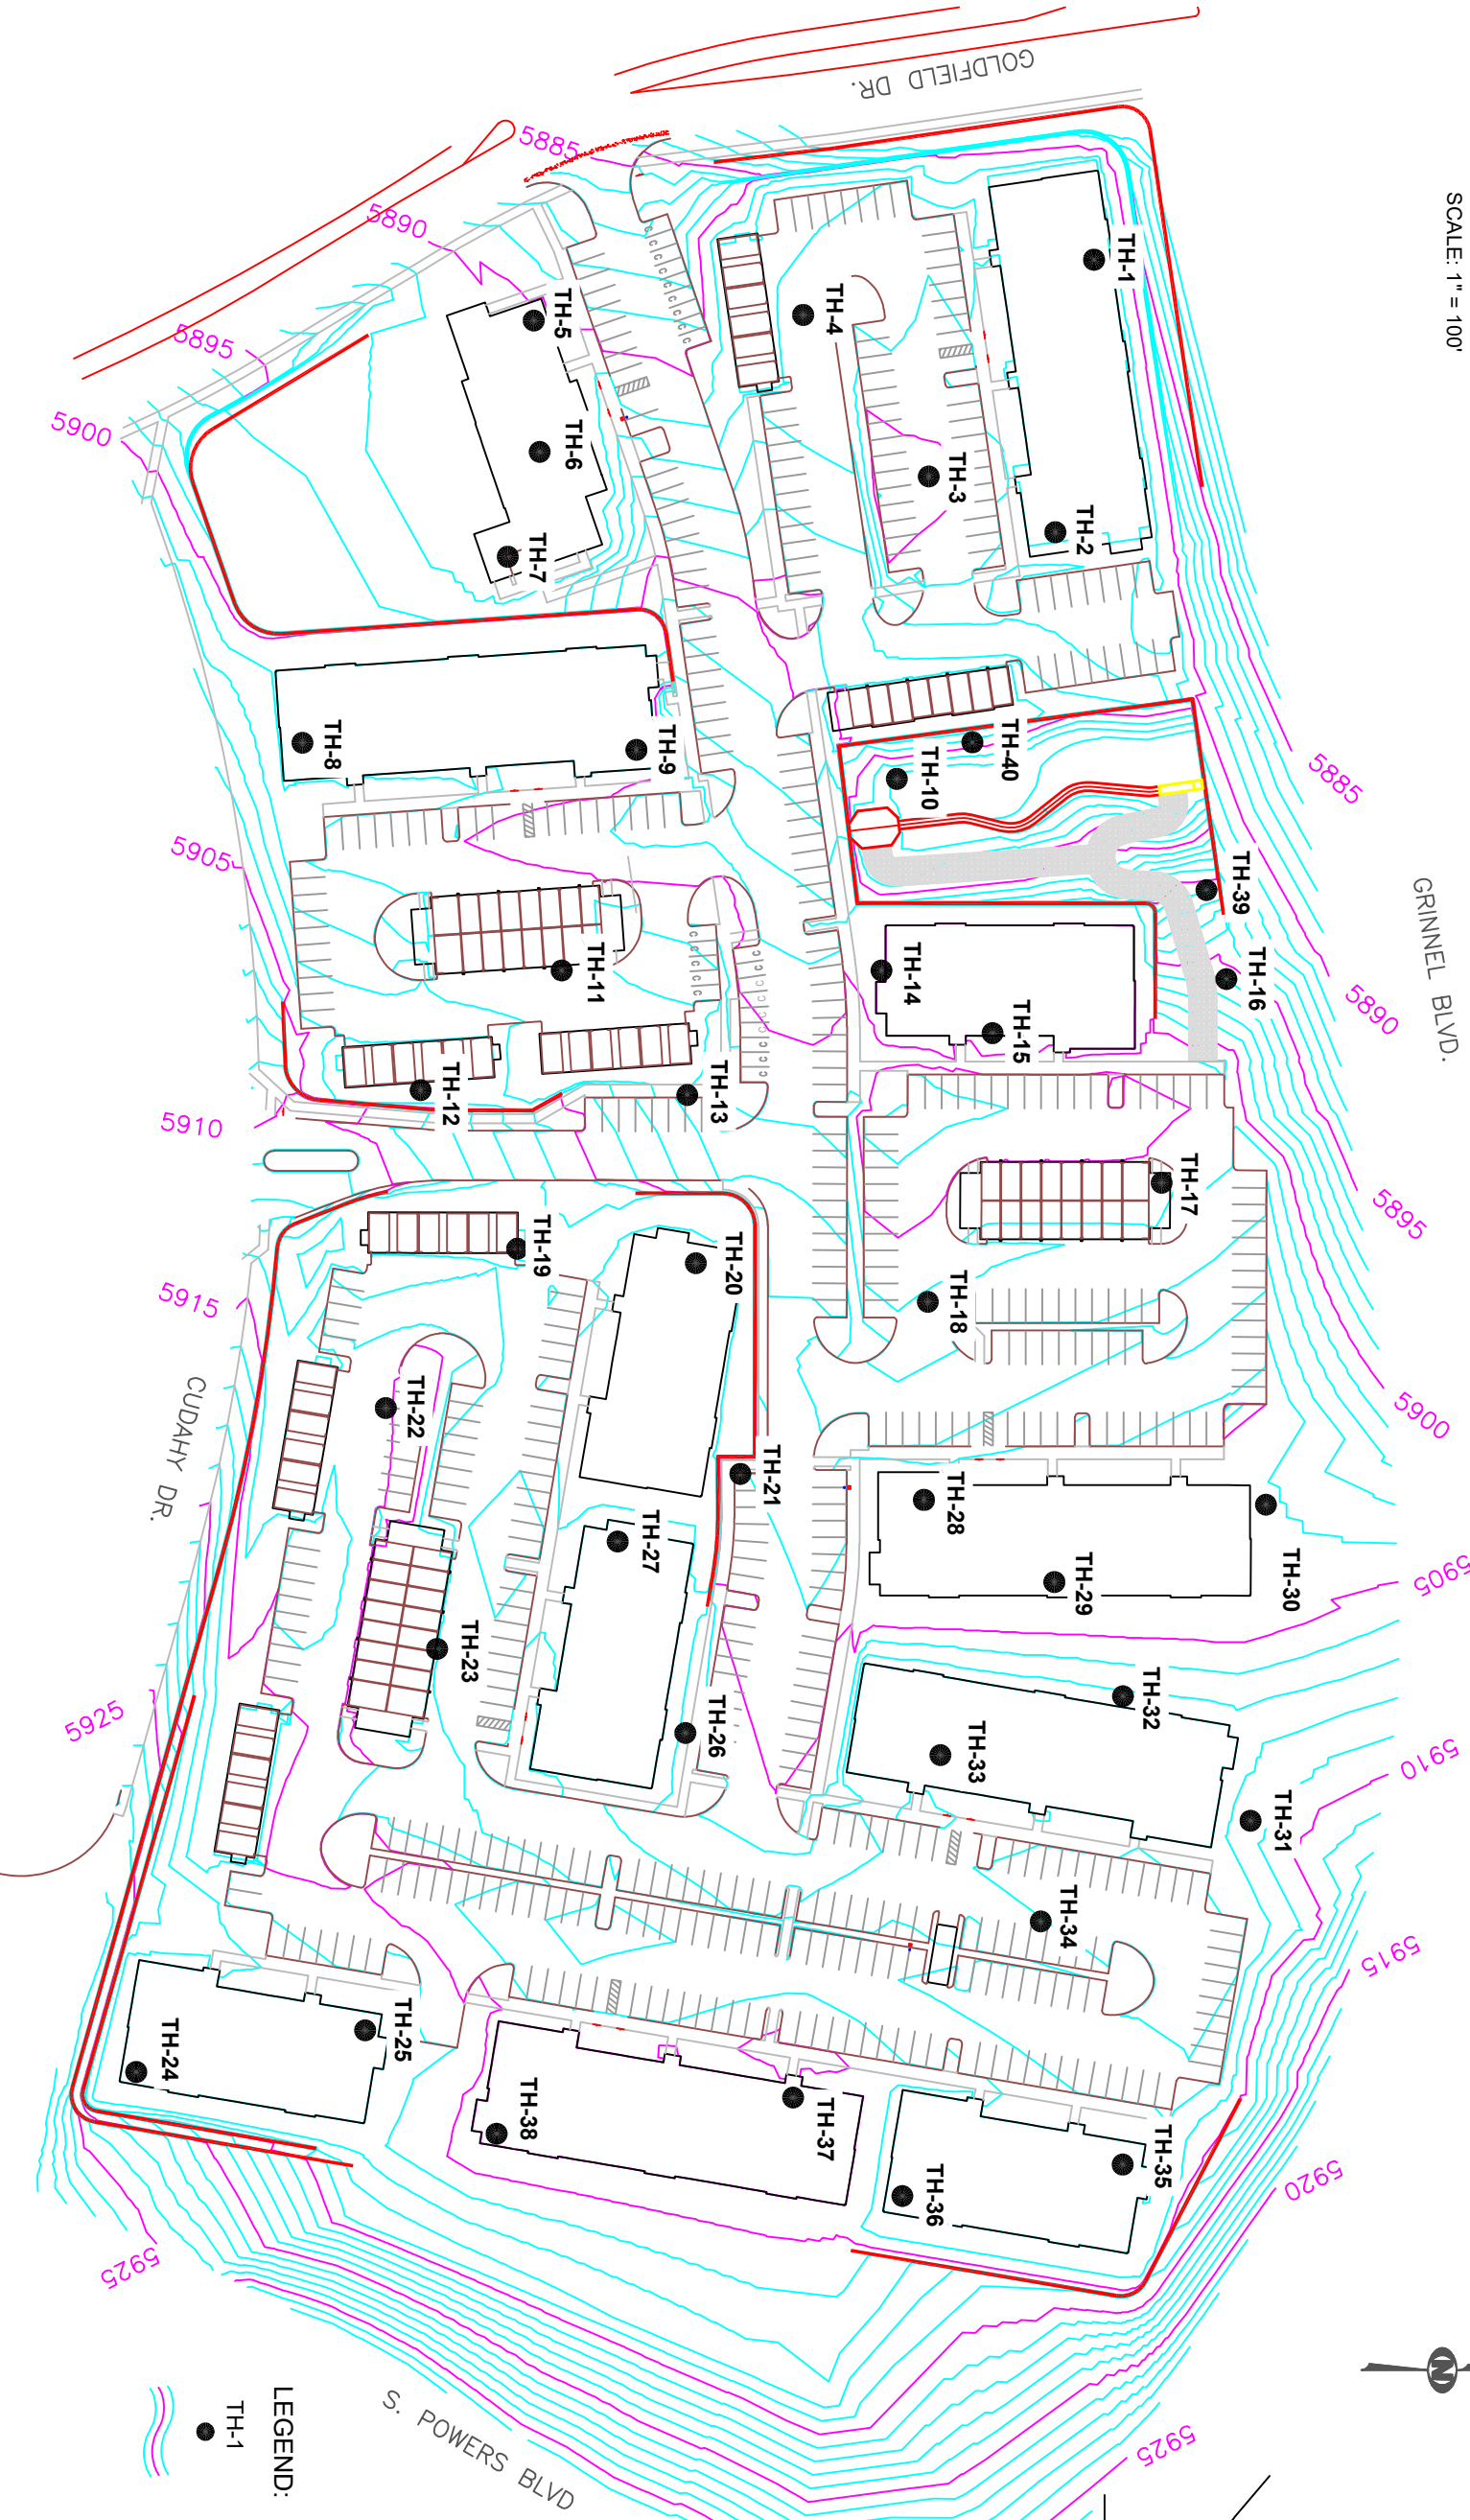 SCALE: 1" = 100'
GOLDFIELD DR.
GRINNEL BLVD.
CUDAHY DR.
S. POWERS BLVD
5885
5890
5895
5900
5905
5910
5915
5925
5925
5885
5890
5895
5900
5905
5910
5915
5920
5925
TH-1
TH-2
TH-3
TH-4
TH-5
TH-6
TH-7
TH-8
TH-9
TH-40
TH-10
TH-39
TH-16
TH-14
TH-15
TH-11
TH-12
TH-13
TH-17
TH-18
TH-19
TH-20
TH-21
TH-22
TH-23
TH-27
TH-26
TH-28
TH-29
TH-30
TH-32
TH-33
TH-31
TH-34
TH-25
TH-24
TH-38
TH-37
TH-35
TH-36
N
LEGEND:
TH-1